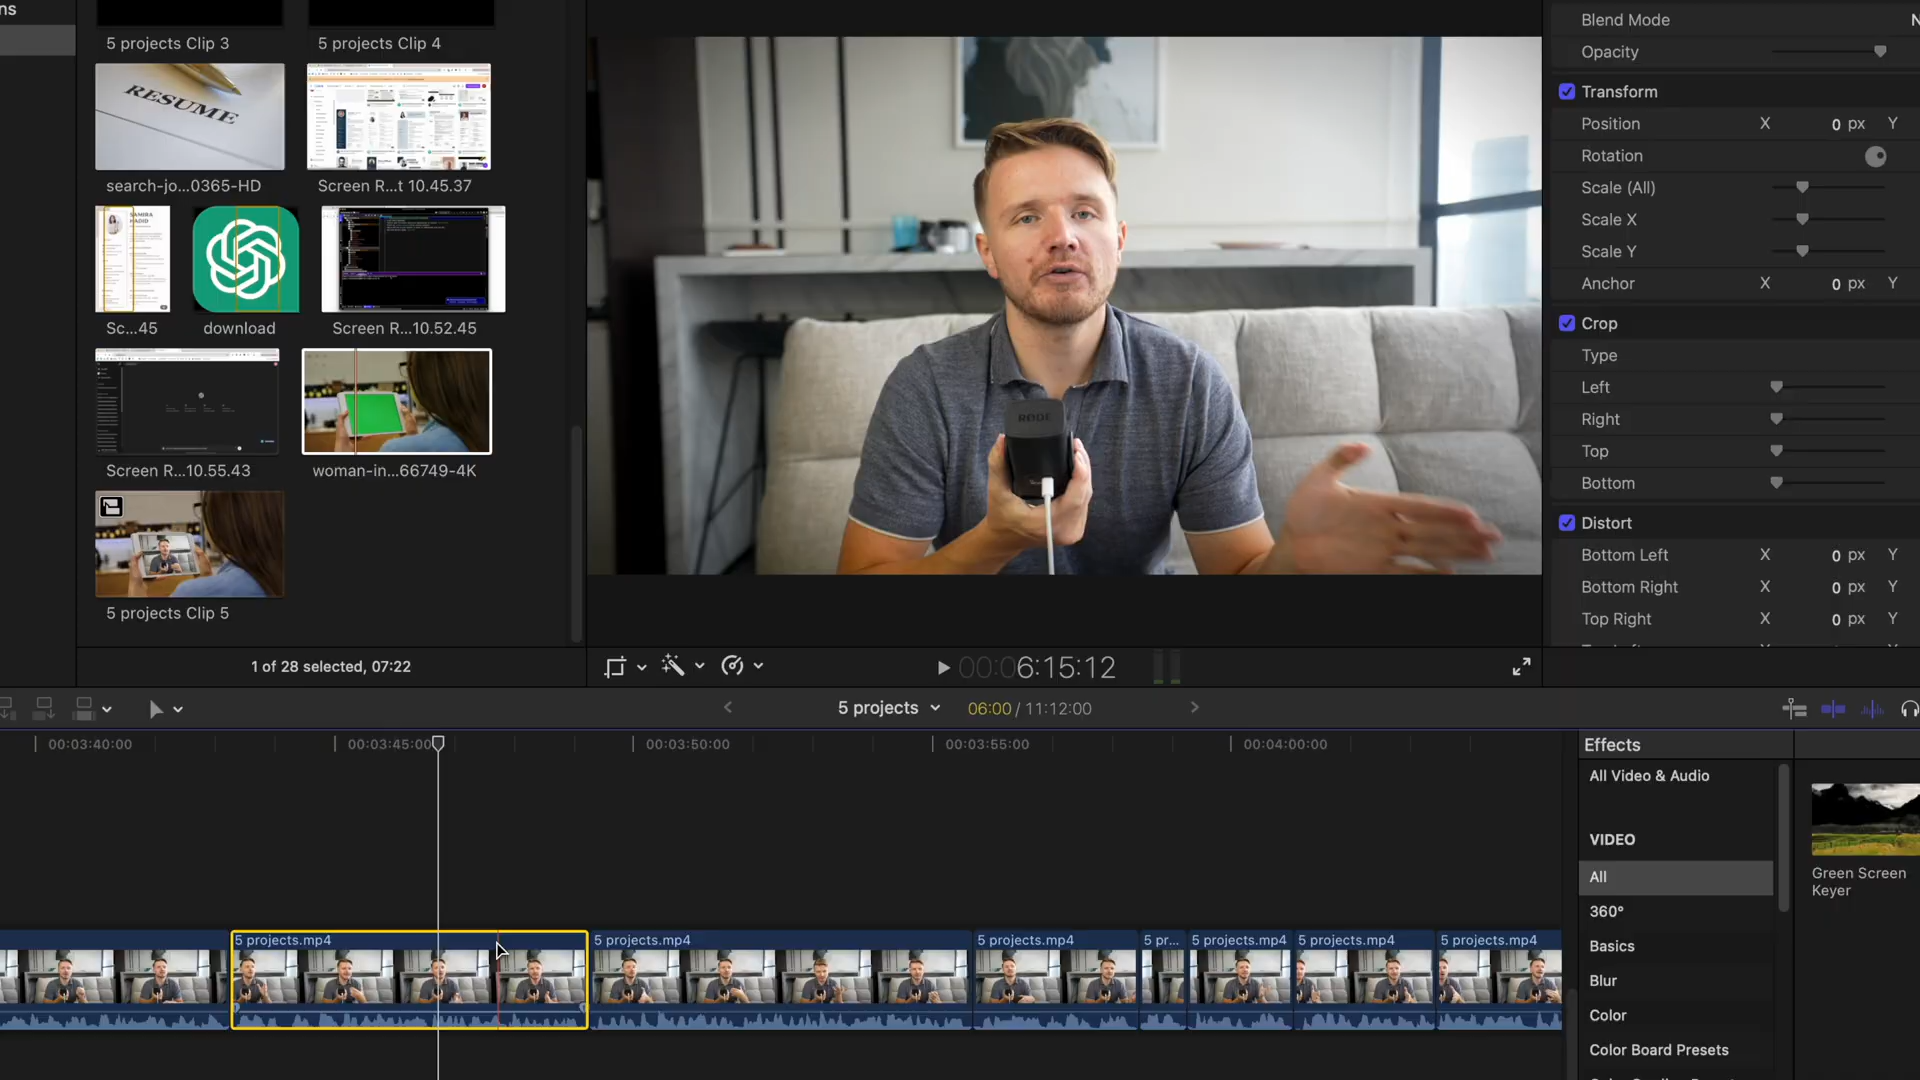 ns
5 projects Clip 3
5 projects Clip 4
RESUME
search-jo...0365-HD
Screen R...t 10.45.37
SAMIRA
HADID
Sc...45
download
Screen R...10.52.45
Screen R...10.55.43
woman-in...66749-4K
5 projects Clip 5
1 of 28 selected, 07:22
RØDE
00:06:15:12
Blend Mode
N
Opacity
Transform
Position X 0 px Y
Rotation
Scale (All)
Scale X
Scale Y
Anchor X 0 px Y
Crop
Type
Left
Right
Top
Bottom
Distort
Bottom Left X 0 px Y
Bottom Right X 0 px Y
Top Right X 0 px Y
5 projects
06:00 / 11:12:00
00:03:40:00
00:03:45:00
00:03:50:00
00:03:55:00
00:04:00:00
5 projects.mp4
5 projects.mp4
5 projects.mp4
5 pr...
5 projects.mp4
5 projects.mp4
5 projects.mp4
Effects
All Video & Audio
VIDEO
All
360°
Basics
Blur
Color
Color Board Presets
Green Screen
Keyer